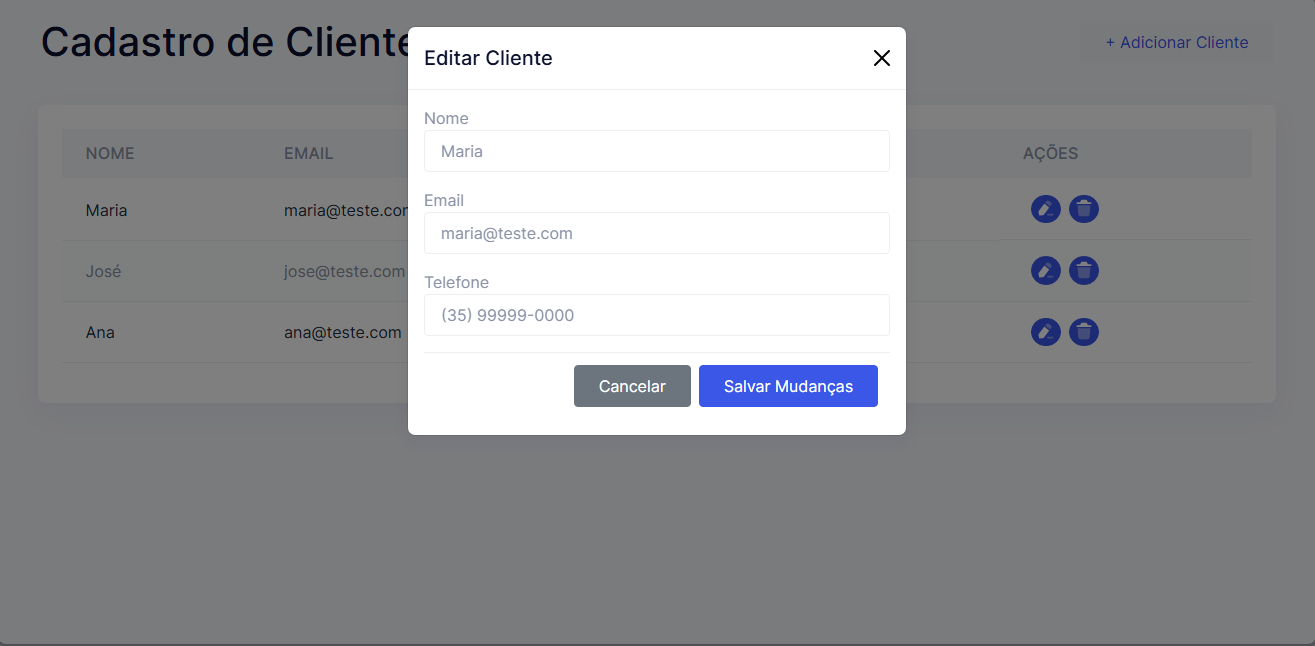 Cadastro de Cliente
+ Adicionar Cliente
Editar Cliente
Nome
Maria
Email
maria@teste.com
Telefone
(35) 99999-0000
Cancelar
Salvar Mudanças
NOME EMAIL AÇÕES
Maria maria@teste.com
José jose@teste.com
Ana ana@teste.com